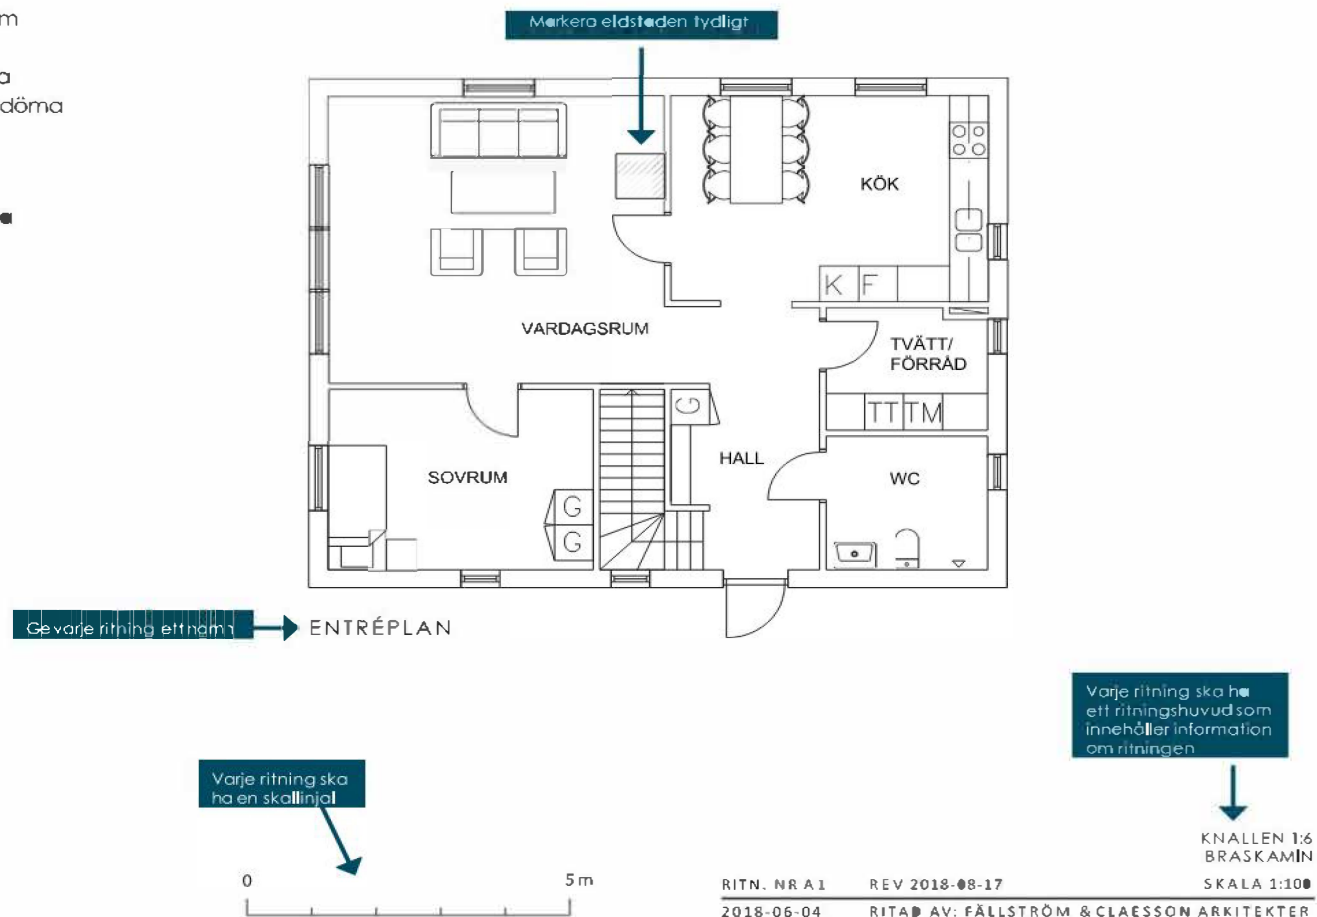 m
a
döma
a
Markera eldstaden tydligt
KÖK
K F
VARDAGSRUM
TVÄTT/
FÖRRÅD
TT TM
G
HALL
SOVRUM
WC
G
G
Ge varje ritning ett namn
ENTRÉPLAN
Varje ritning ska ha
ett ritningshuvud som
innehåller information
om ritningen
Varje ritning ska
ha en skallinjal
KNALLEN 1:6
BRASKAMIN
0 5 m
RITN. NR A1 REV 2018-08-17 SKALA 1:100
2018-06-04 RITAD AV: FÄLLSTRÖM & CLAESSON ARKITEKTER